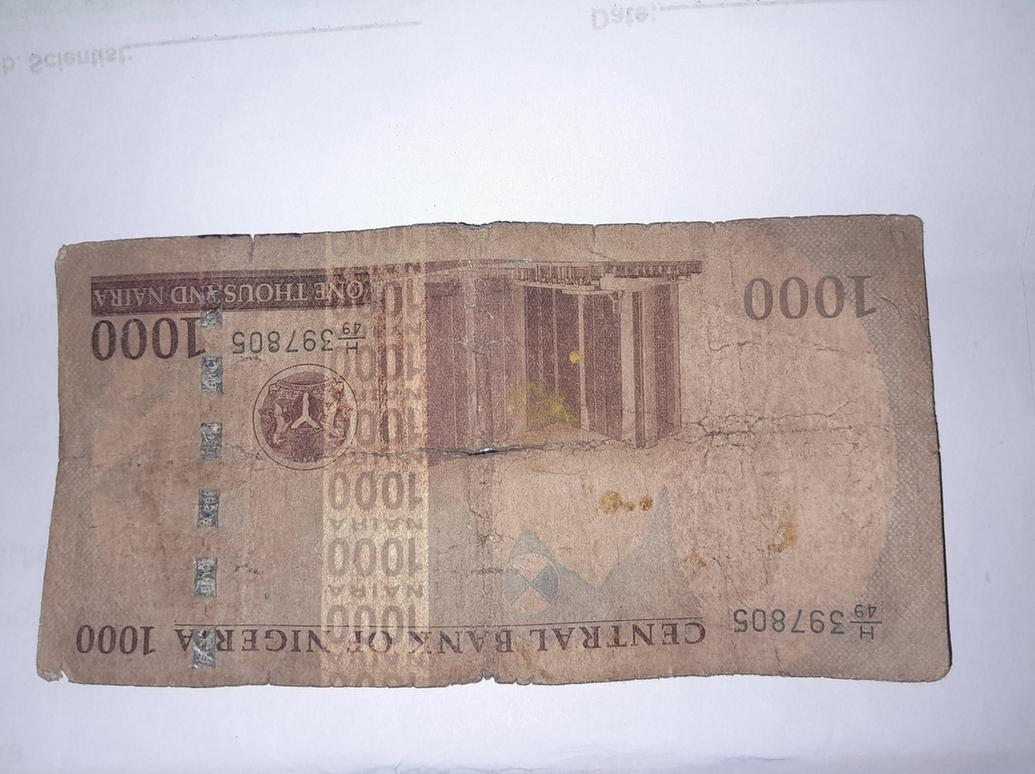 CENTRAL BANK OF NIGERIA 1000
H/49 397805
1000
NAIRA
1000
NAIRA
1000
H/49 397805
1000
1000
ONE THOUSAND NAIRA
Date:
b. Scientist: